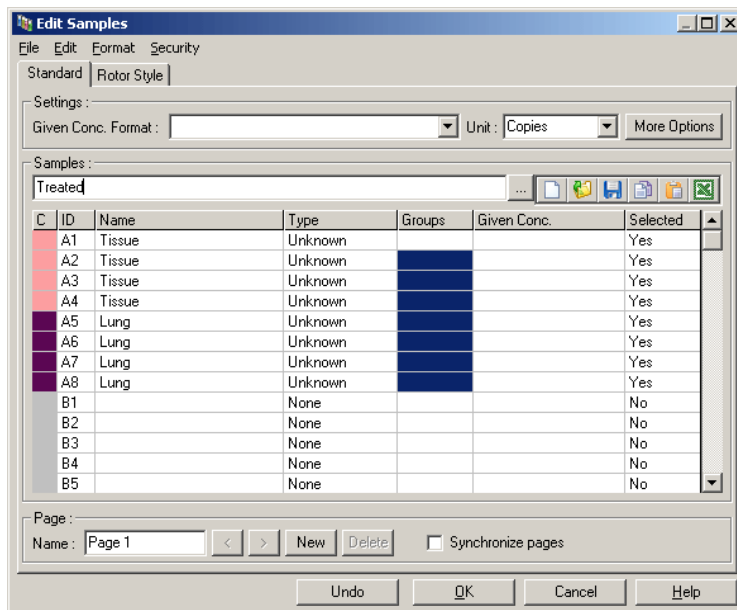 Edit Samples
File Edit Format Security
Standard Rotor Style
Settings :
Given Conc. Format : Unit : Copies More Options
Samples :
Treated ...
C ID Name Type Groups Given Conc. Selected
A1 Tissue Unknown Yes
A2 Tissue Unknown Yes
A3 Tissue Unknown Yes
A4 Tissue Unknown Yes
A5 Lung Unknown Yes
A6 Lung Unknown Yes
A7 Lung Unknown Yes
A8 Lung Unknown Yes
B1 None No
B2 None No
B3 None No
B4 None No
B5 None No
Page :
Name : Page 1 < > New Delete Synchronize pages
Undo OK Cancel Help